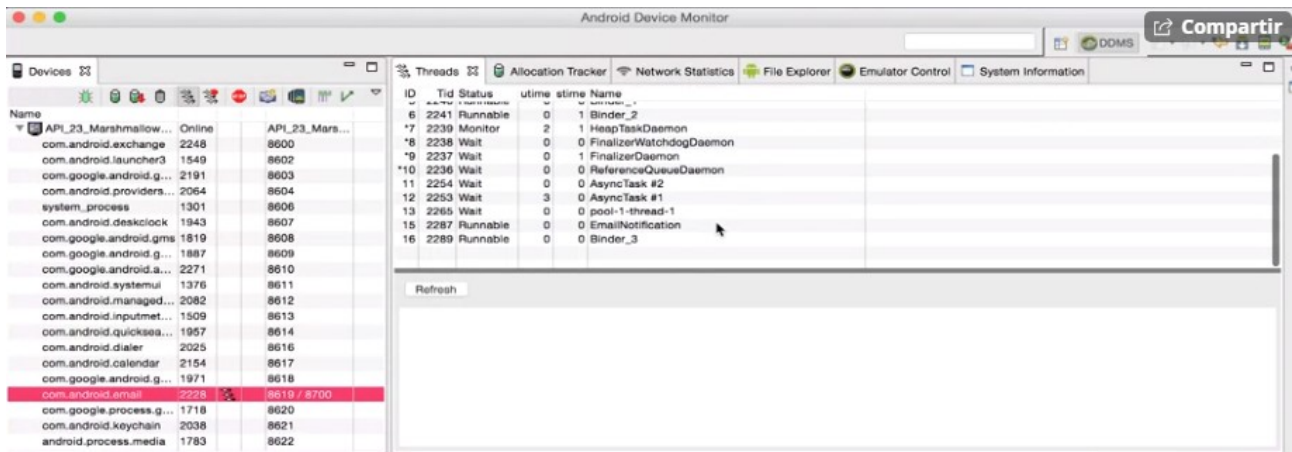 Android Device Monitor
Compartir
DDMS
Devices
Threads Allocation Tracker Network Statistics File Explorer Emulator Control System Information
Name
API_23_Marshmallow... Online API_23_Mars...
com.android.exchange 2248 8600
com.android.launcher3 1549 8602
com.google.android.g... 2191 8603
com.android.providers... 2064 8604
system_process 1301 8606
com.android.deskclock 1943 8607
com.google.android.gms 1819 8608
com.google.android.g... 1887 8609
com.google.android.a... 2271 8610
com.android.systemui 1376 8611
com.android.managed... 2082 8612
com.android.inputmet... 1509 8613
com.android.quicksea... 1957 8614
com.android.dialer 2025 8616
com.android.calendar 2154 8617
com.google.android.g... 1971 8618
com.android.email 2228 8619 / 8700
com.google.process.g... 1718 8620
com.android.keychain 2038 8621
android.process.media 1783 8622
ID Tid Status utime stime Name
6 2241 Runnable 0 1 Binder_2
*7 2239 Monitor 2 1 HeapTaskDaemon
*8 2238 Wait 0 0 FinalizerWatchdogDaemon
*9 2237 Wait 0 1 FinalizerDaemon
*10 2236 Wait 0 0 ReferenceQueueDaemon
11 2254 Wait 0 0 AsyncTask #2
12 2253 Wait 3 0 AsyncTask #1
13 2265 Wait 0 0 pool-1-thread-1
15 2287 Runnable 0 0 EmailNotification
16 2289 Runnable 0 0 Binder_3
Refresh